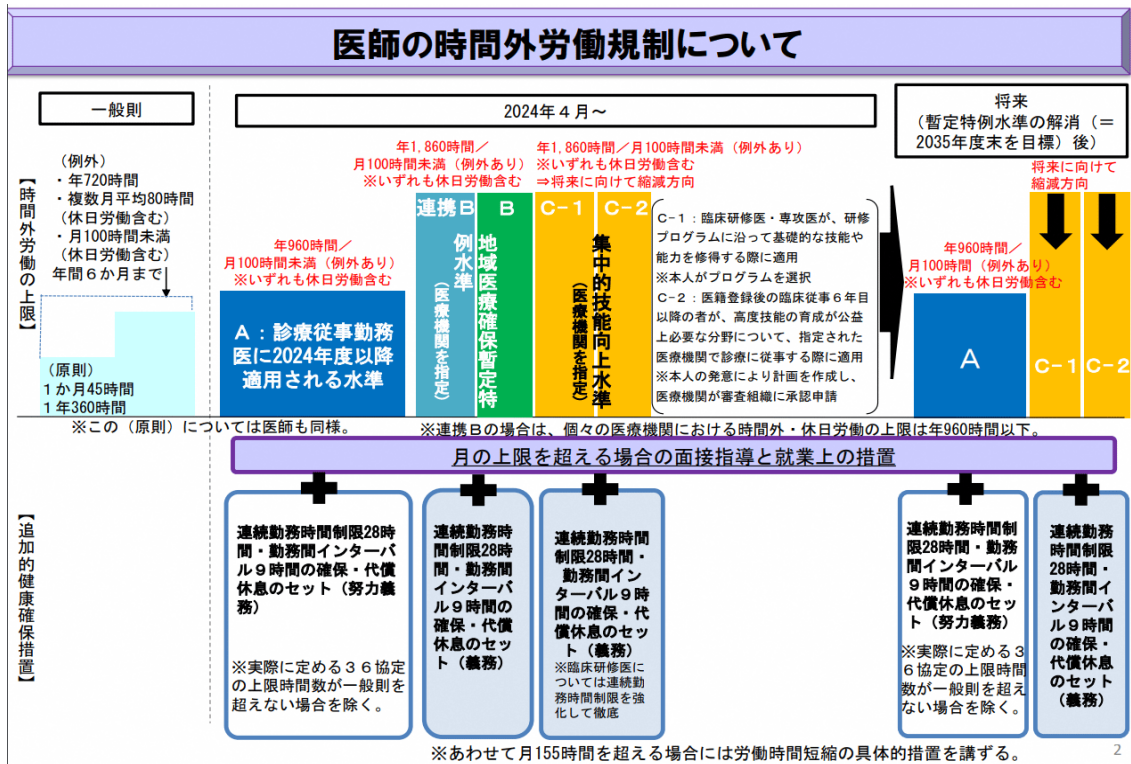 医師の時間外労働規制について
一般則
2024年４月～
将来
（暫定特例水準の解消（＝
2035年度末を目標）後）
【時間外労働の上限】
（例外）
・年720時間
・複数月平均80時間
（休日労働含む）
・月100時間未満
（休日労働含む）
年間６か月まで
（原則）
１か月45時間
１年360時間
※この（原則）については医師も同様。
年960時間／
月100時間未満（例外あり）
※いずれも休日労働含む
Ａ：診療従事勤務
医に2024年度以降
適用される水準
年1,860時間／
月100時間未満（例外あり）
※いずれも休日労働含む
連携Ｂ
Ｂ
地域医療確保暫定特
例水準
（医療機関を指定）
年1,860時間／月100時間未満（例外あり）
※いずれも休日労働含む
⇒将来に向けて縮減方向
Ｃ-１
Ｃ-２
集中的技能向上水準
（医療機関を指定）
Ｃ-１：臨床研修医・専攻医が、研修
プログラムに沿って基礎的な技能や
能力を修得する際に適用
※本人がプログラムを選択
Ｃ-２：医籍登録後の臨床従事６年目
以降の者が、高度技能の育成が公益
上必要な分野について、指定された
医療機関で診療に従事する際に適用
※本人の発意により計画を作成し、
医療機関が審査組織に承認申請
年960時間／
月100時間（例外あり）
※いずれも休日労働含む
Ａ
将来に向けて
縮減方向
Ｃ-１
Ｃ-２
※連携Ｂの場合は、個々の医療機関における時間外・休日労働の上限は年960時間以下。
月の上限を超える場合の面接指導と就業上の措置
【追加的健康確保措置】
連続勤務時間制限28時
間・勤務間インターバ
ル９時間の確保・代償
休息のセット（努力義
務）
※実際に定める３６協定
の上限時間数が一般則を
超えない場合を除く。
連続勤務時
間制限28時
間・勤務間
インターバ
ル９時間の
確保・代償
休息のセッ
ト（義務）
連続勤務時間
制限28時間・
勤務間イン
ターバル９時
間の確保・代
償休息のセッ
ト（義務）
※臨床研修医に
ついては連続勤
務時間制限を強
化して徹底
連続勤務時間制
限28時間・勤務
間インターバル
９時間の確保・
代償休息のセッ
ト（努力義務）
※実際に定める３
６協定の上限時間
数が一般則を超え
ない場合を除く。
連続勤務
時間制限
28時間・
勤務間イ
ンターバ
ル９時間
の確保・
代償休息
のセット
（義務）
※あわせて月155時間を超える場合には労働時間短縮の具体的措置を講ずる。
2